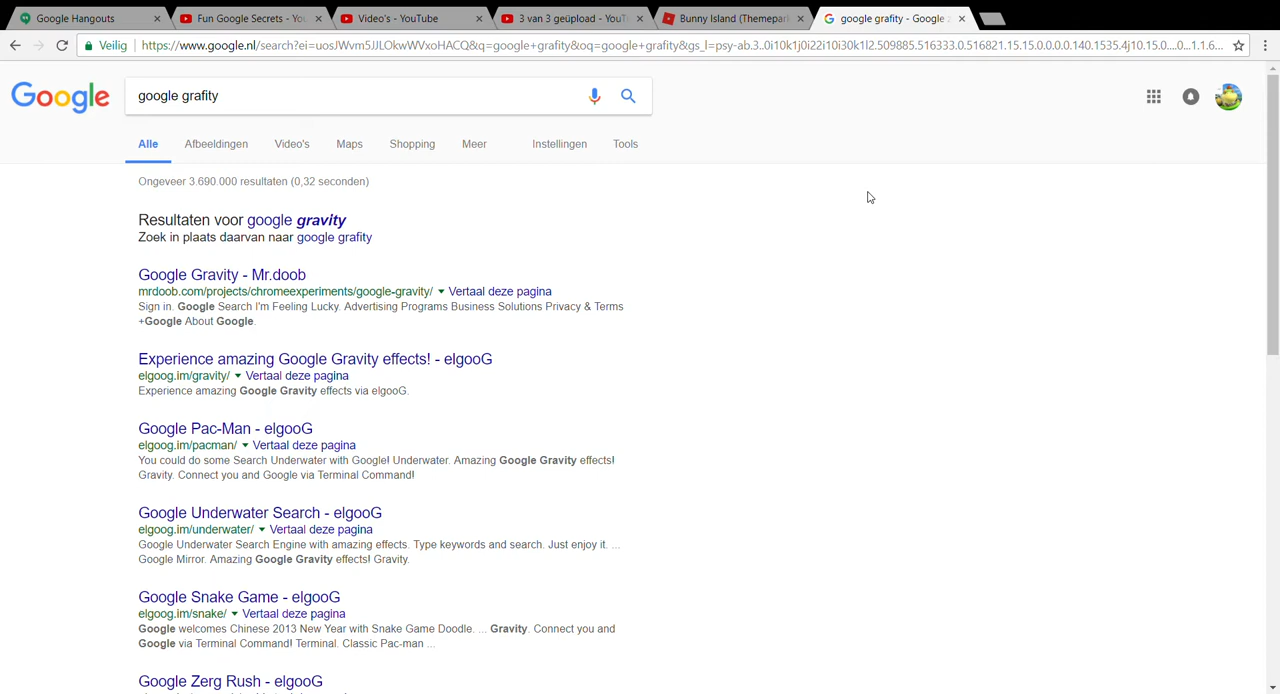 Google Hangouts
Fun Google Secrets - You
Video's - YouTube
3 van 3 geüpload - YouT
Bunny Island (Themepark
google grafity - Google z
Veilig
https://www.google.nl/search?ei=uosJWvm5JJLOkwWVxoHACQ&q=google+grafity&oq=google+grafity&gs_l=psy-ab.3..0i10k1j0i22i10i30k1l2.509885.516333.0.516821.15.15.0.0.0.0.140.1535.4j10.15.0....0...1.1.6...
Google
google grafity
Alle
Afbeeldingen
Video's
Maps
Shopping
Meer
Instellingen
Tools
Ongeveer 3.690.000 resultaten (0,32 seconden)
Resultaten voor google gravity
Zoek in plaats daarvan naar google grafity
Google Gravity - Mr.doob
mrdoob.com/projects/chromeexperiments/google-gravity/ Vertaal deze pagina
Sign in. Google Search I'm Feeling Lucky. Advertising Programs Business Solutions Privacy & Terms
+Google About Google.
Experience amazing Google Gravity effects! - elgooG
elgoog.im/gravity/ Vertaal deze pagina
Experience amazing Google Gravity effects via elgooG.
Google Pac-Man - elgooG
elgoog.im/pacman/ Vertaal deze pagina
You could do some Search Underwater with Google! Underwater. Amazing Google Gravity effects!
Gravity. Connect you and Google via Terminal Command!
Google Underwater Search - elgooG
elgoog.im/underwater/ Vertaal deze pagina
Google Underwater Search Engine with amazing effects. Type keywords and search. Just enjoy it. ...
Google Mirror. Amazing Google Gravity effects! Gravity.
Google Snake Game - elgooG
elgoog.im/snake/ Vertaal deze pagina
Google welcomes Chinese 2013 New Year with Snake Game Doodle. ... Gravity. Connect you and
Google via Terminal Command! Terminal. Classic Pac-man ...
Google Zerg Rush - elgooG